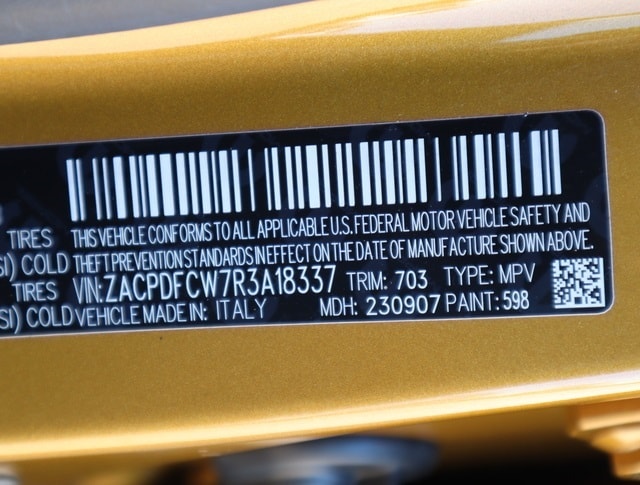 TIRES THIS VEHICLE CONFORMS TO ALL APPLICABLE U.S. FEDERAL MOTOR VEHICLE SAFETY AND
SI) COLD THEFT PREVENTION STANDARDS IN EFFECT ON THE DATE OF MANUFACTURE SHOWN ABOVE.
TIRES VIN: ZACPDFCW7R3A18337 TRIM: 703 TYPE: MPV
SI) COLD VEHICLE MADE IN: ITALY MDH: 230907 PAINT: 598